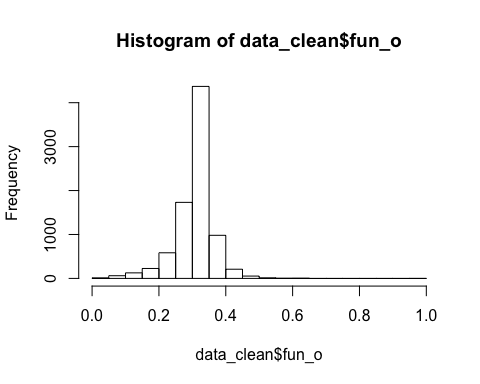 Histogram of data_clean$fun_o
Frequency
0
1000
3000
0.0 0.2 0.4 0.6 0.8 1.0
data_clean$fun_o